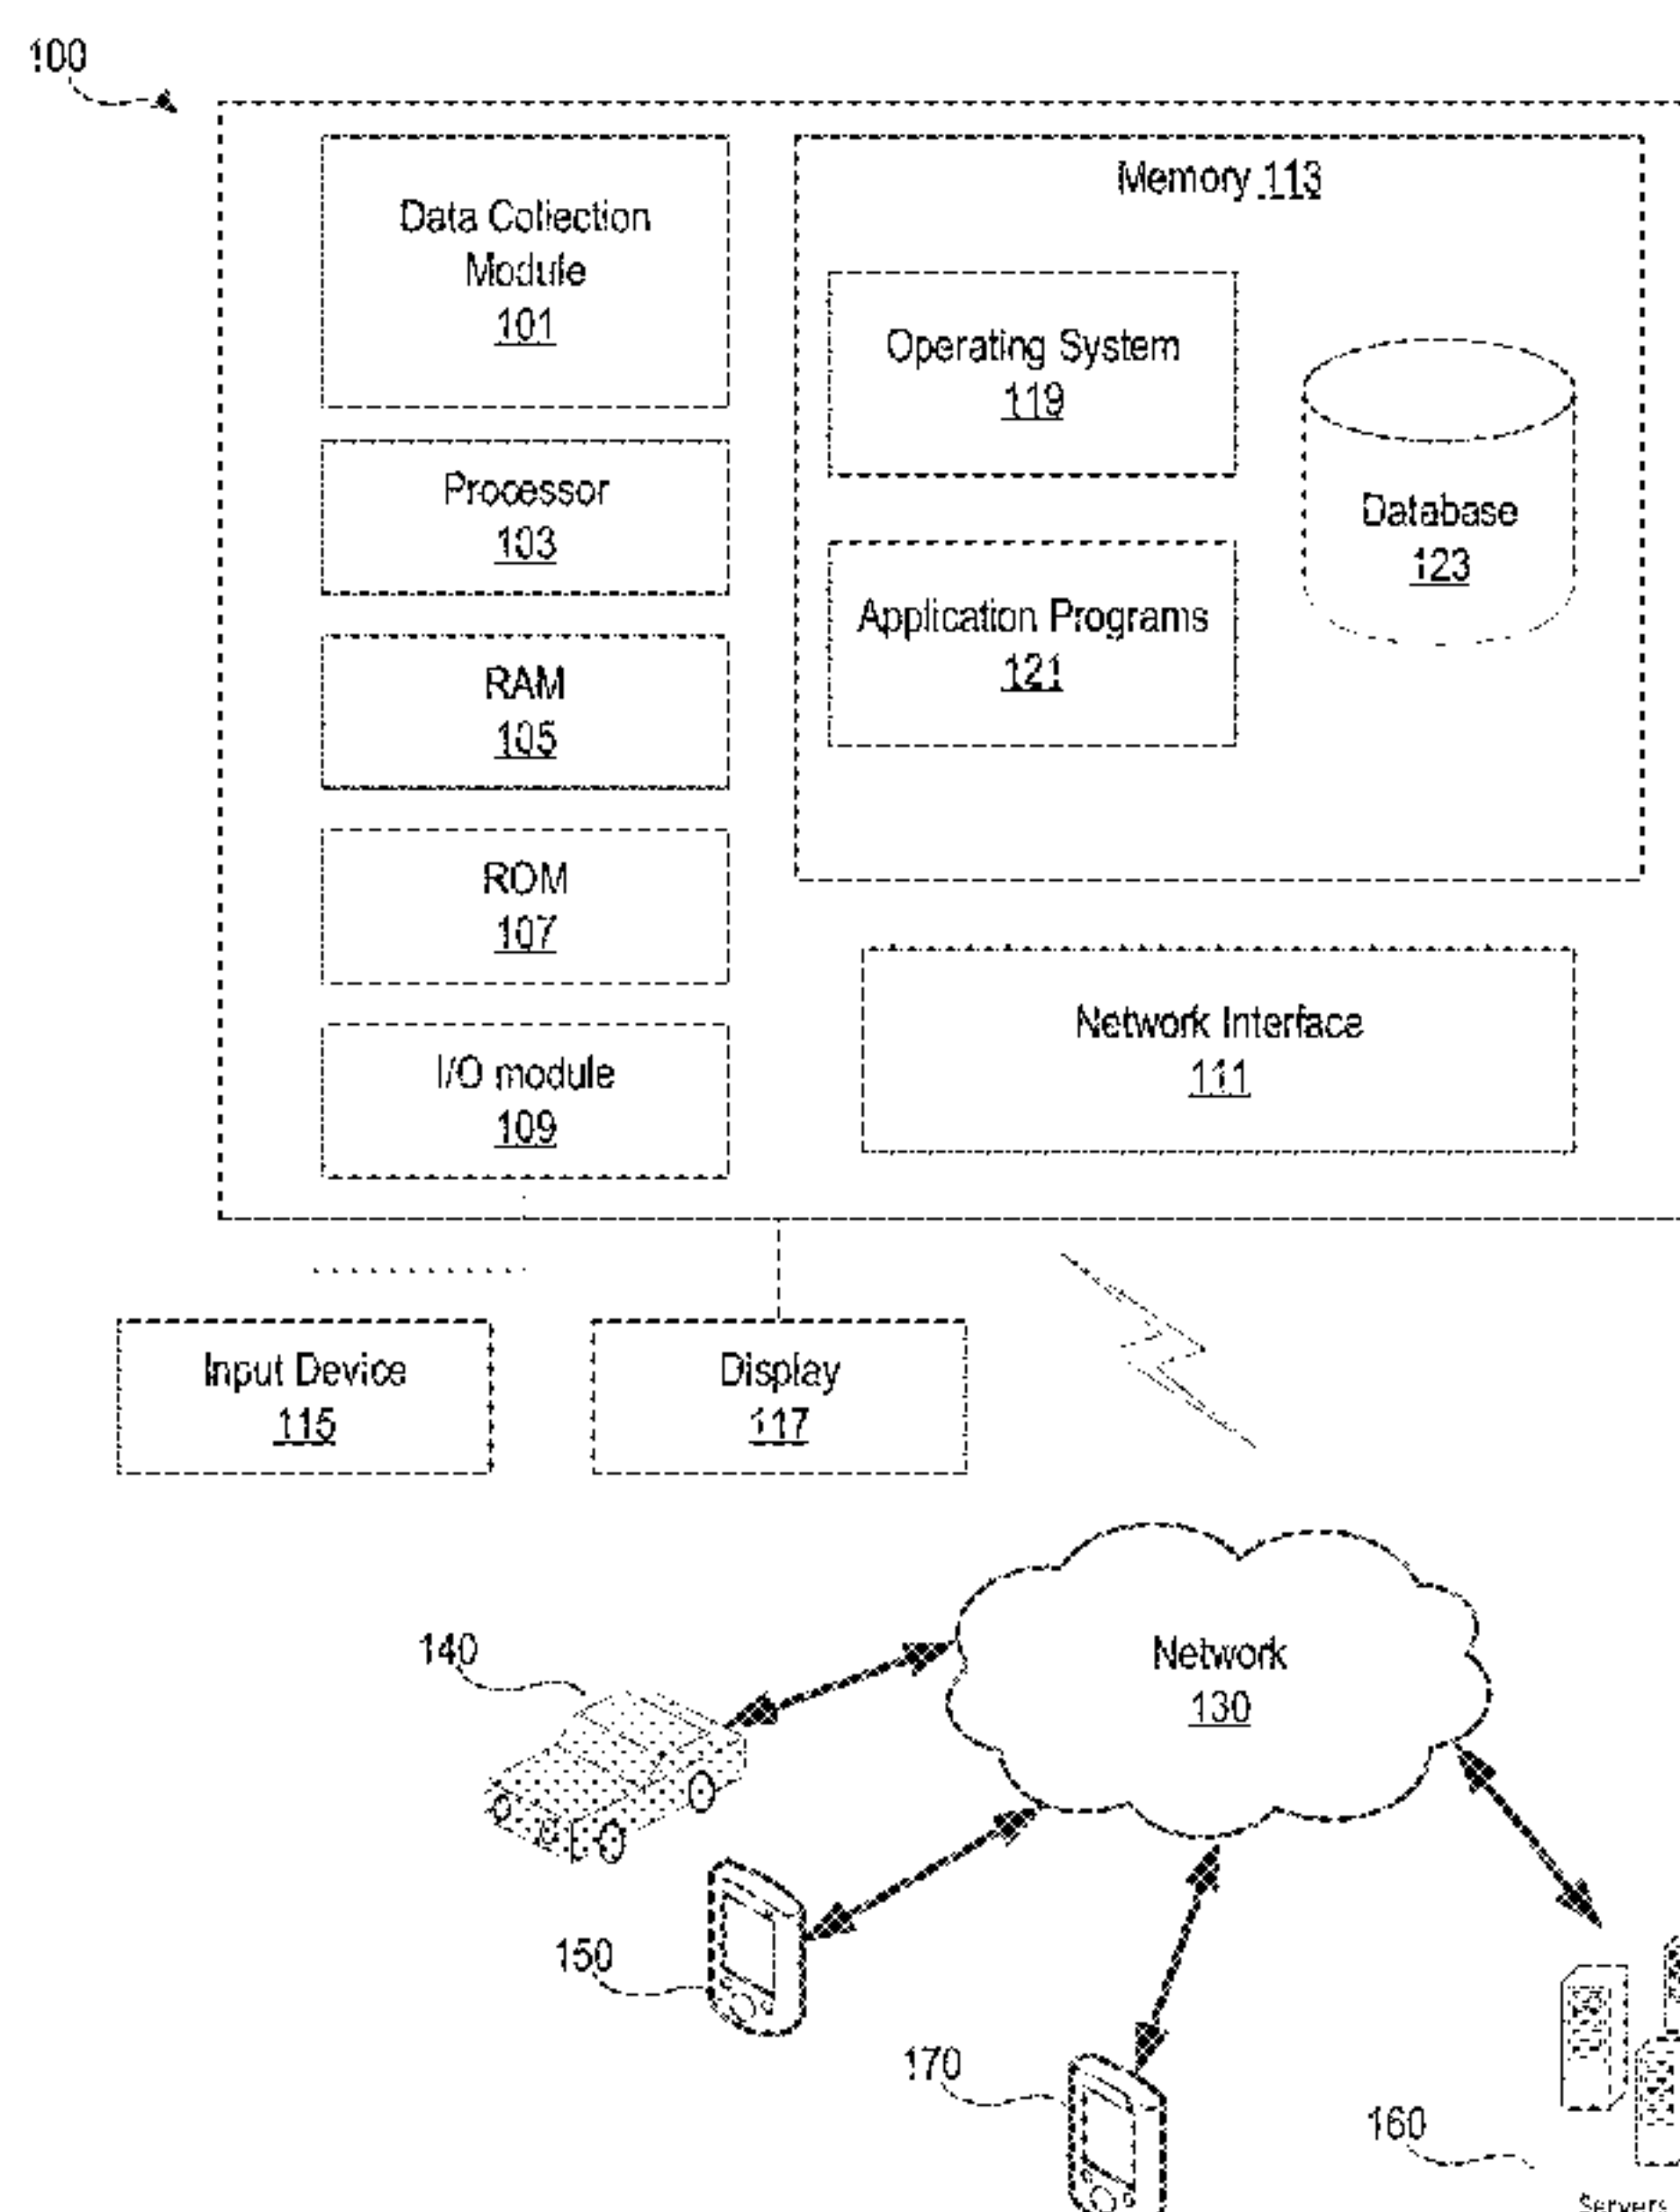 100
Data Collection
Module
101
Processor
103
RAM
105
ROM
107
I/O module
109
Memory 113
Operating System
119
Application Programs
121
Database
123
Network Interface
111
Input Device
115
Display
117
Network
130
140
150
170
160
Servers